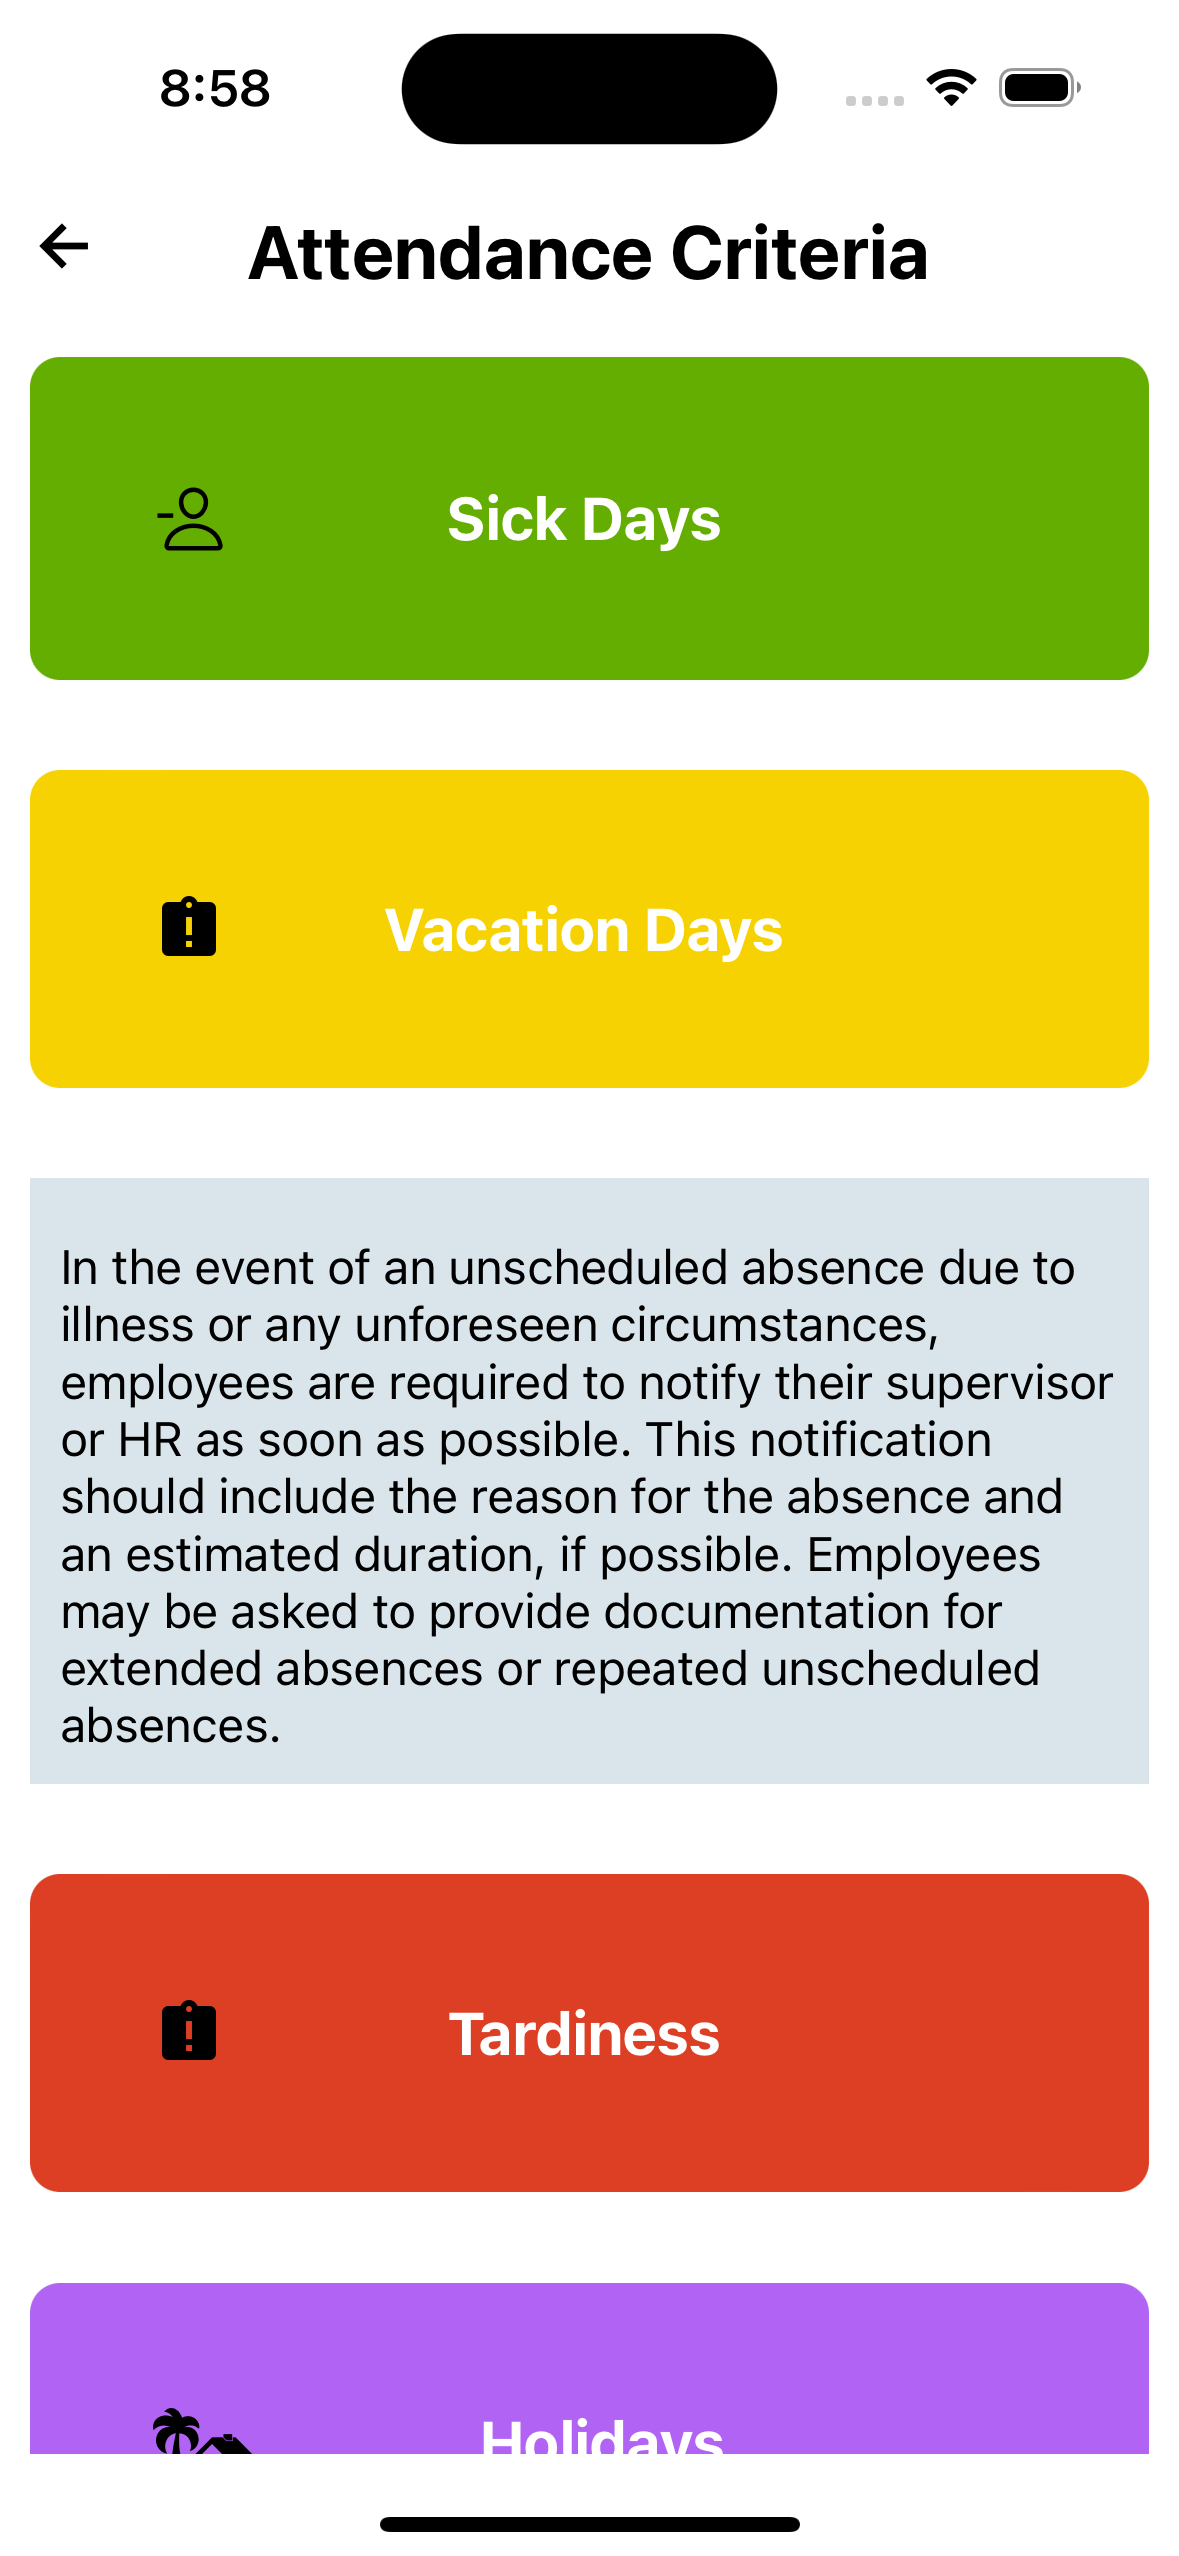 8:58
Attendance Criteria
Sick Days
Vacation Days
In the event of an unscheduled absence due to
illness or any unforeseen circumstances,
employees are required to notify their supervisor
or HR as soon as possible. This notification
should include the reason for the absence and
an estimated duration, if possible. Employees
may be asked to provide documentation for
extended absences or repeated unscheduled
absences.
Tardiness
Holidays